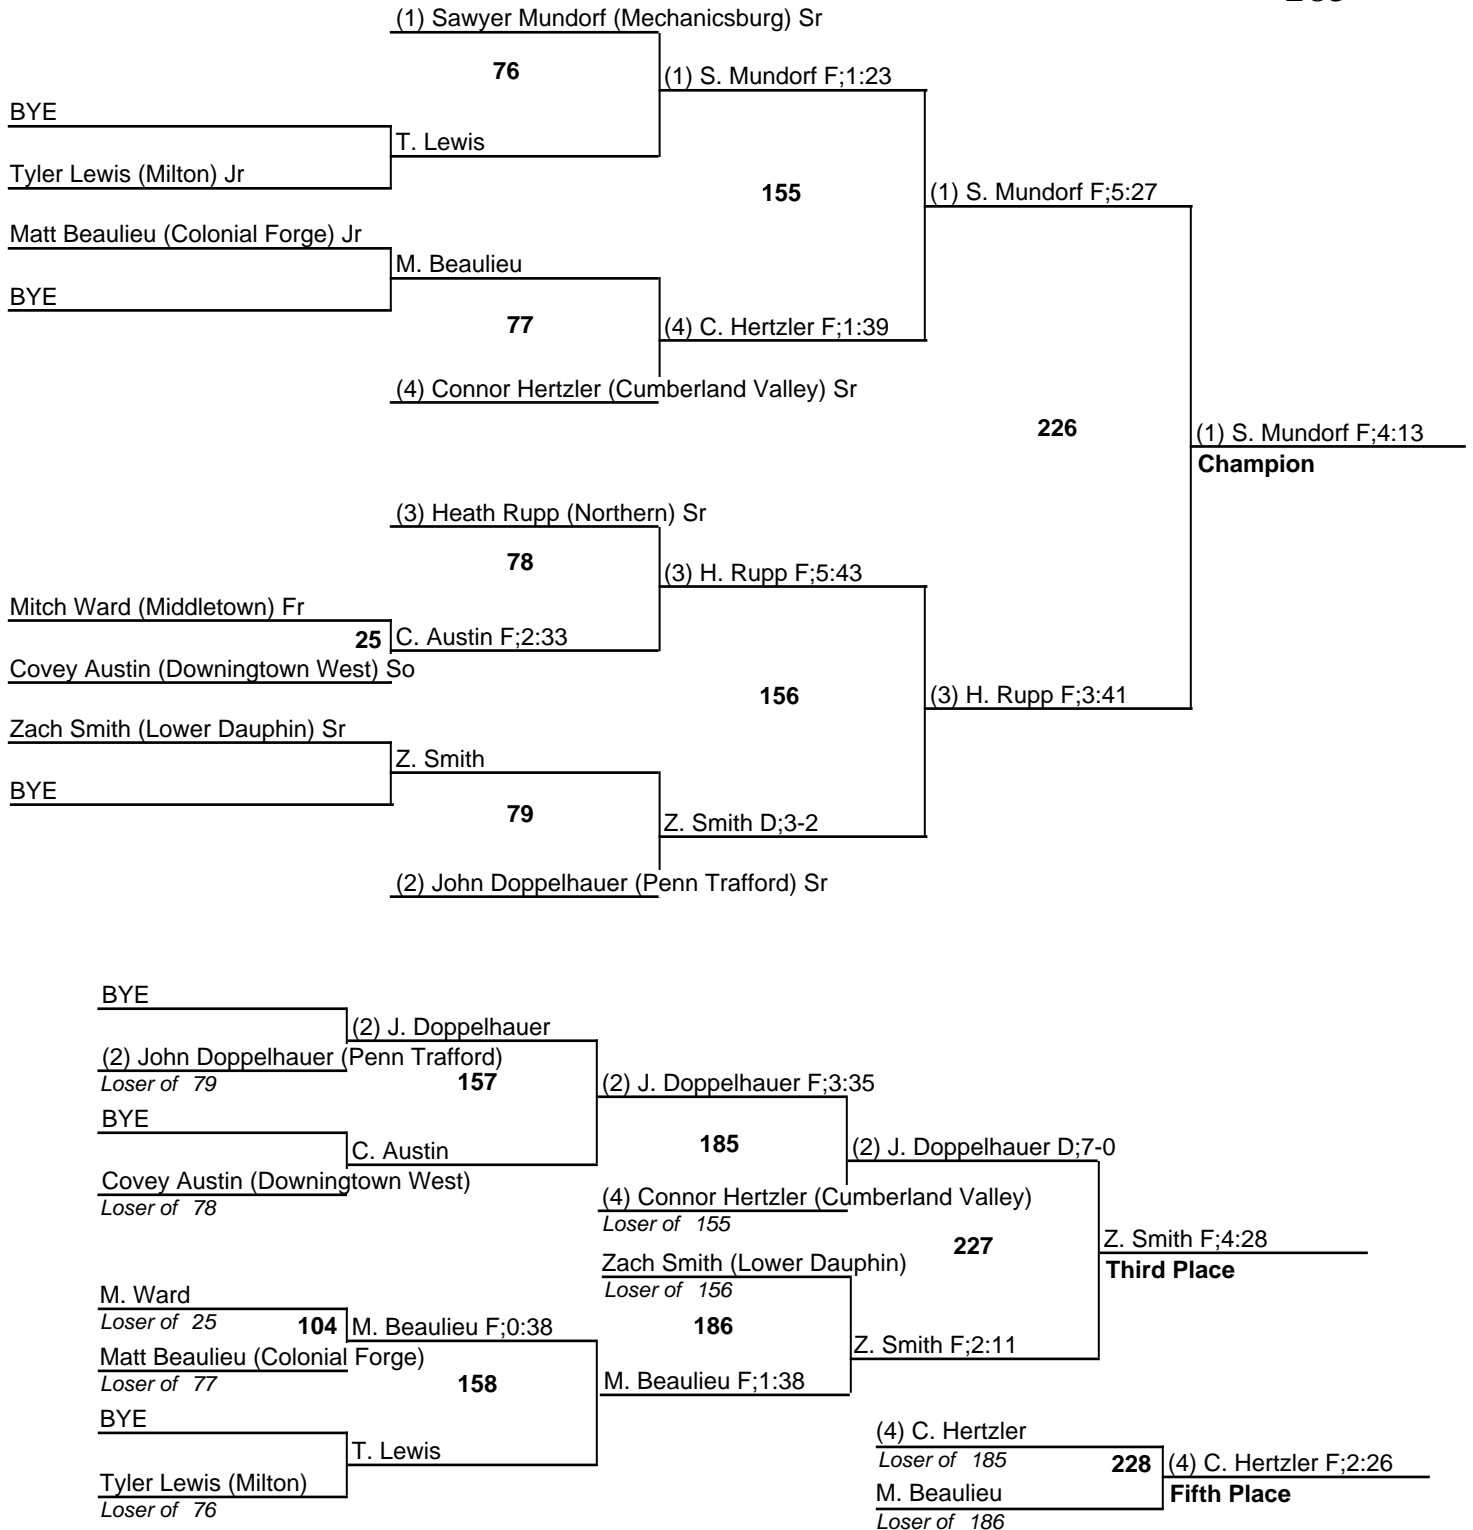 (1) Sawyer Mundorf (Mechanicsburg) Sr
76
(1) S. Mundorf F;1:23
BYE
T. Lewis
Tyler Lewis (Milton) Jr
155
(1) S. Mundorf F;5:27
Matt Beaulieu (Colonial Forge) Jr
M. Beaulieu
BYE
77
(4) C. Hertzler F;1:39
(4) Connor Hertzler (Cumberland Valley) Sr
226
(1) S. Mundorf F;4:13
Champion
(3) Heath Rupp (Northern) Sr
78
(3) H. Rupp F;5:43
Mitch Ward (Middletown) Fr
25
C. Austin F;2:33
Covey Austin (Downingtown West) So
156
(3) H. Rupp F;3:41
Zach Smith (Lower Dauphin) Sr
Z. Smith
BYE
79
Z. Smith D;3-2
(2) John Doppelhauer (Penn Trafford) Sr
BYE
(2) J. Doppelhauer
(2) John Doppelhauer (Penn Trafford)
Loser of 79
157
(2) J. Doppelhauer F;3:35
BYE
C. Austin
185
(2) J. Doppelhauer D;7-0
Covey Austin (Downingtown West)
Loser of 78
(4) Connor Hertzler (Cumberland Valley)
Loser of 155
227
Z. Smith F;4:28
Third Place
Zach Smith (Lower Dauphin)
Loser of 156
M. Ward
Loser of 25
104
M. Beaulieu F;0:38
186
Z. Smith F;2:11
Matt Beaulieu (Colonial Forge)
Loser of 77
158
M. Beaulieu F;1:38
BYE
T. Lewis
Tyler Lewis (Milton)
Loser of 76
(4) C. Hertzler
Loser of 185
228
(4) C. Hertzler F;2:26
Fifth Place
M. Beaulieu
Loser of 186